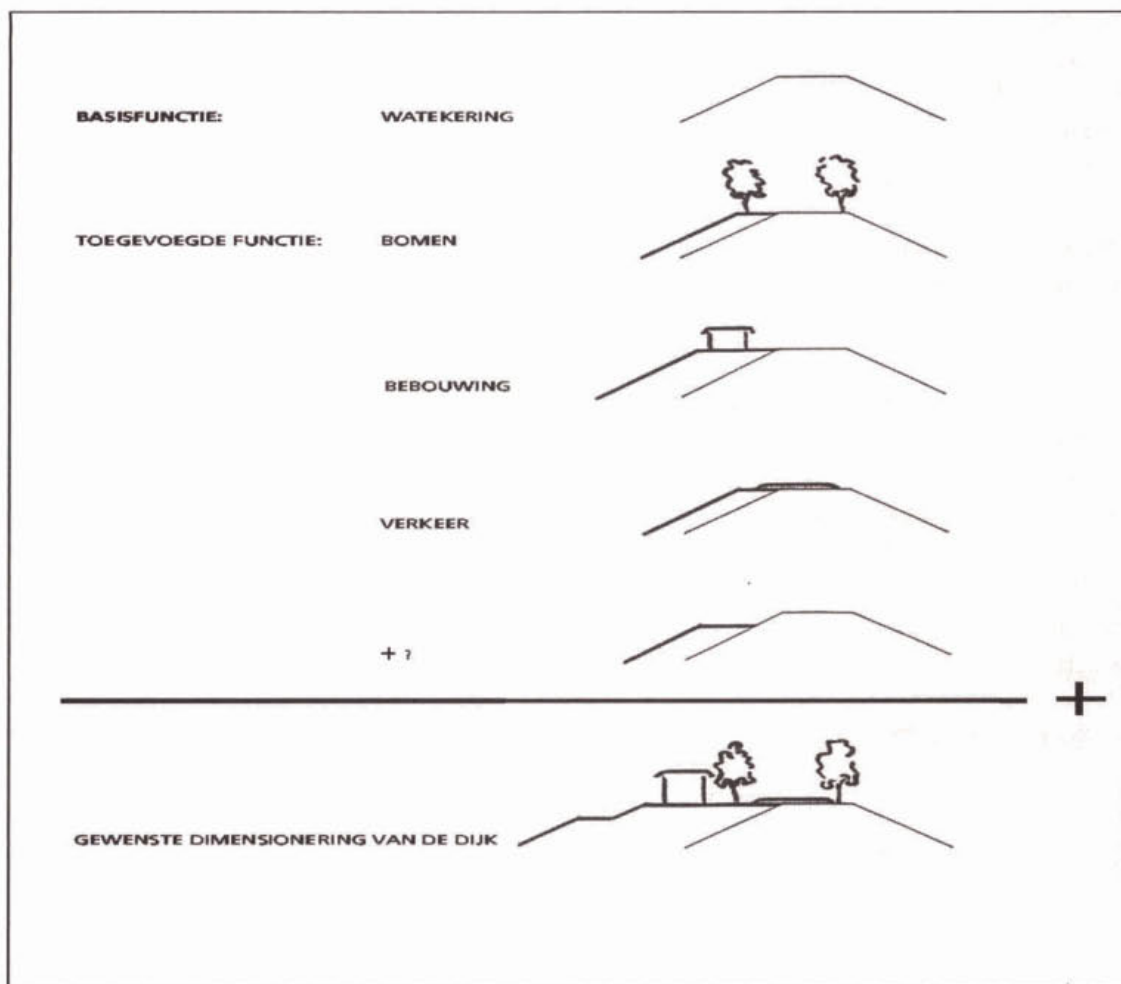 BASISFUNCTIE: WATEKERING
TOEGEVOEGDE FUNCTIE: BOMEN
BEBOUWING
VERKEER
+ ?
+
GEWENSTE DIMENSIONERING VAN DE DIJK